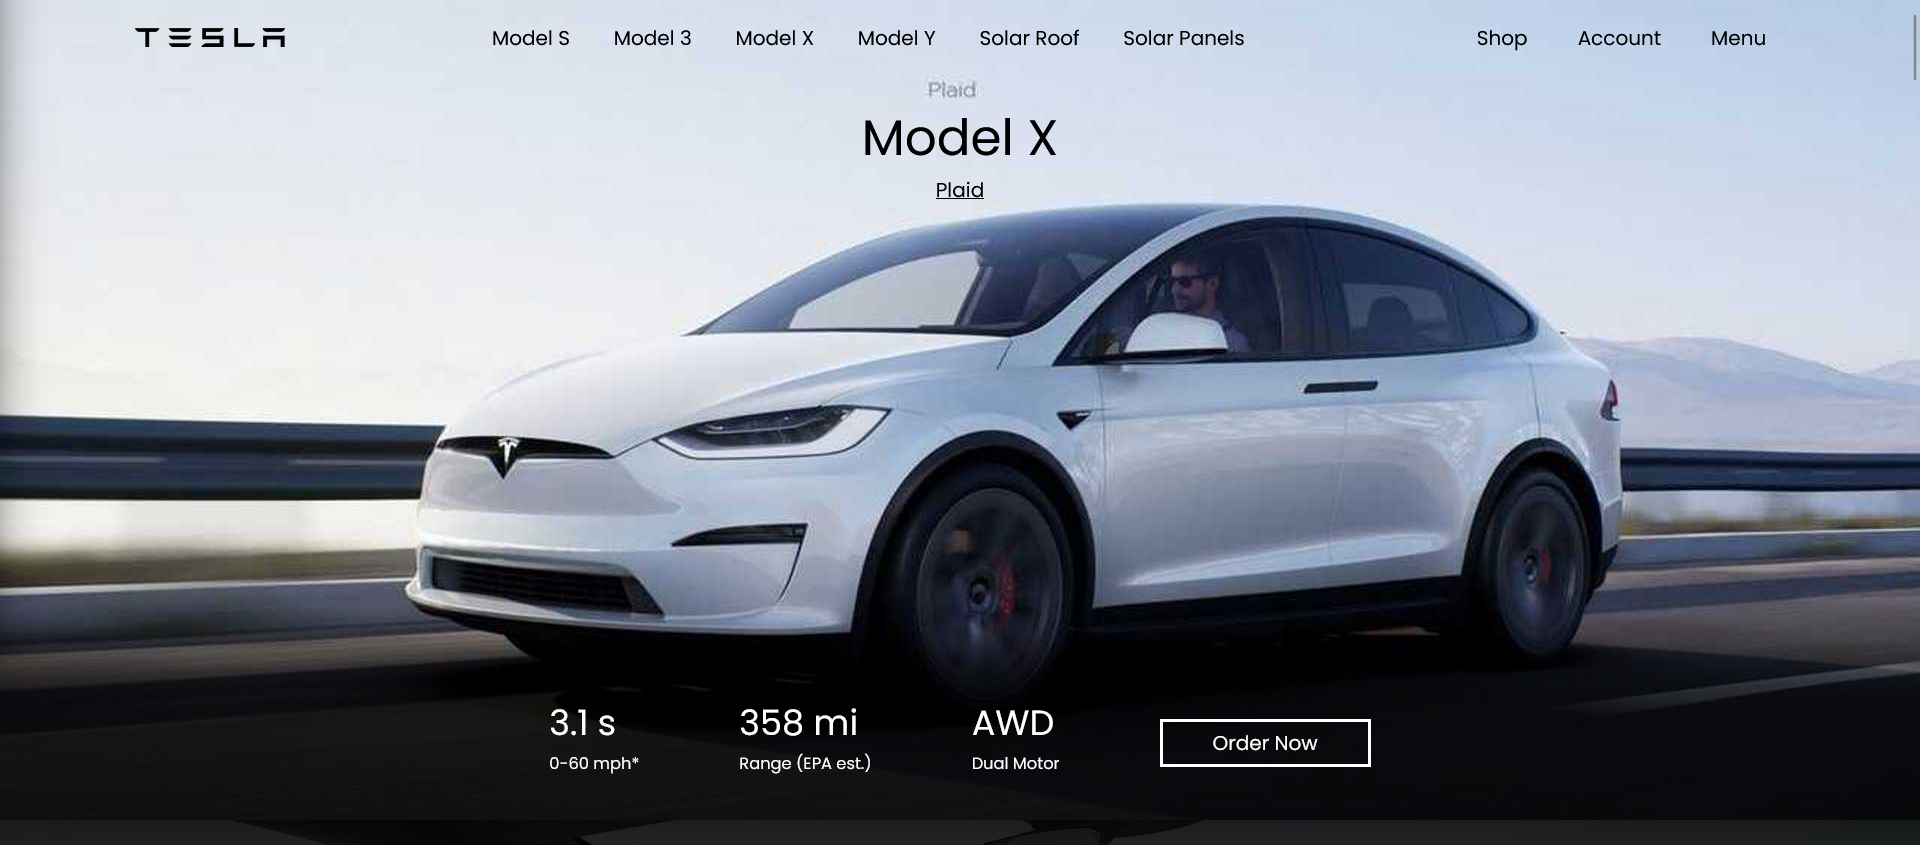 TESLA
Model S Model 3 Model X Model Y Solar Roof Solar Panels
Shop Account Menu
Plaid
Model X
Plaid
3.1 s
0-60 mph*
358 mi
Range (EPA est.)
AWD
Dual Motor
Order Now